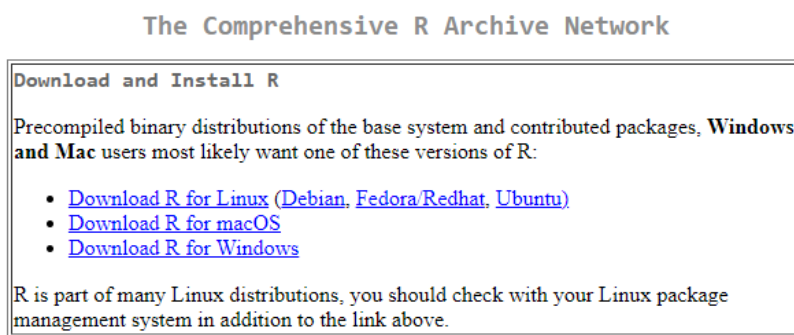 The Comprehensive R Archive Network
Download and Install R
Precompiled binary distributions of the base system and contributed packages, Windows
and Mac users most likely want one of these versions of R:
• Download R for Linux (Debian, Fedora/Redhat, Ubuntu)
• Download R for macOS
• Download R for Windows
R is part of many Linux distributions, you should check with your Linux package
management system in addition to the link above.